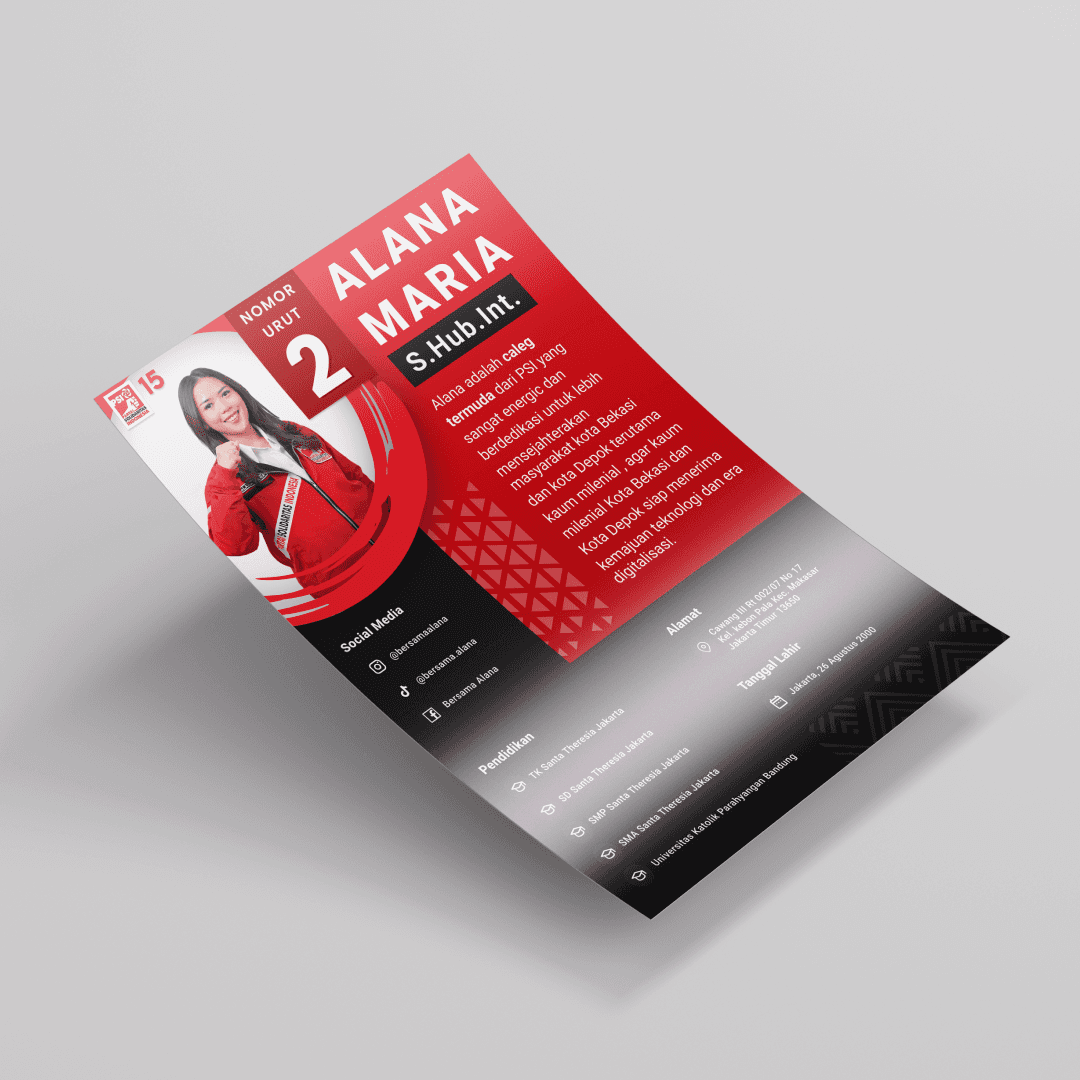 ALANA
MARIA
S.Hub.Int.
NOMOR
URUT
2
15
PSI
SOLIDARITAS
INDONESIA
SOLIDARITAS INDONESIA
Alana adalah caleg
termuda dari PSI yang
sangat energic dan
berdedikasi untuk lebih
mensejahterakan
masyarakat kota Bekasi
dan kota Depok terutama
kaum milenial , agar kaum
milenial Kota Bekasi dan
Kota Depok siap menerima
kemajuan teknologi dan era
digitalisasi.
Social Media
@bersamaalana
@bersama.alana
Bersama Alana
Alamat
Cawang III Rt 002/07 No 17
Kel. kebon Pala Kec. Makasar
Jakarta Timur 13650
Tanggal Lahir
Jakarta, 26 Agustus 2000
Pendidikan
TK Santa Theresia Jakarta
SD Santa Theresia Jakarta
SMP Santa Theresia Jakarta
SMA Santa Theresia Jakarta
Universitas Katolik Parahyangan Bandung